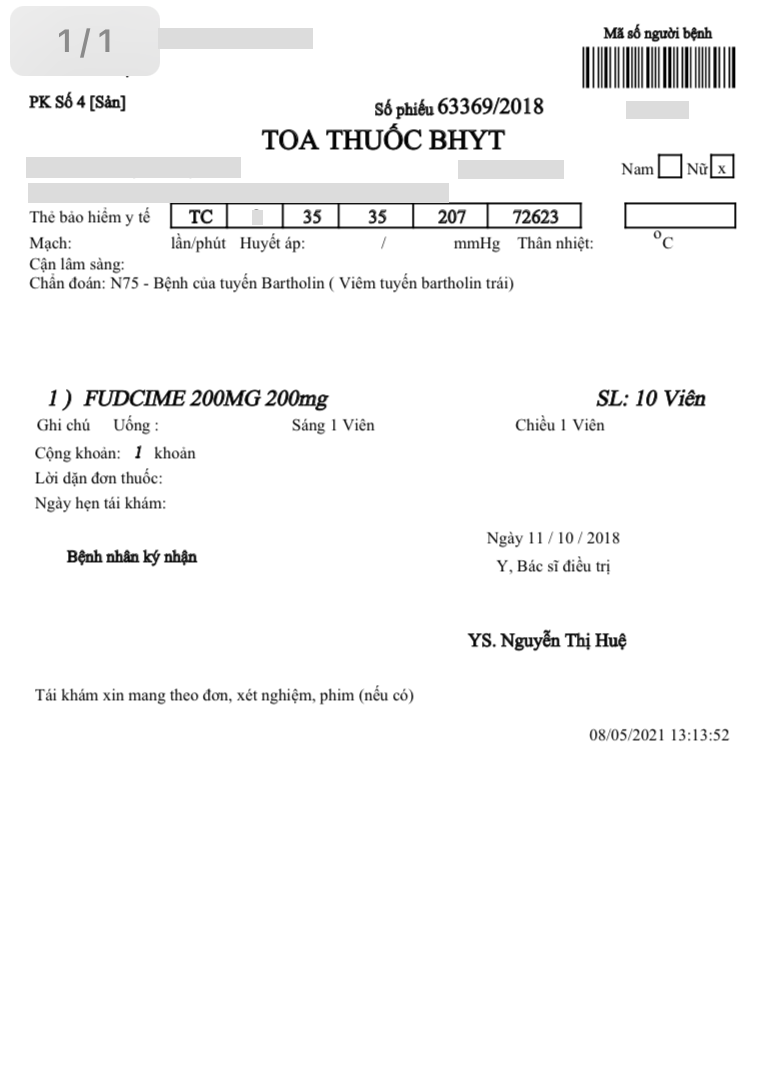 1/1
Mã số người bệnh
PK Số 4 [Sản]
Số phiếu 63369/2018
TOA THUỐC BHYT
Nam Nữ x
Thẻ bảo hiểm y tế TC 35 35 207 72623
Mạch: lần/phút Huyết áp: / mmHg Thân nhiệt: °C
Cận lâm sàng:
Chẩn đoán: N75 - Bệnh của tuyến Bartholin ( Viêm tuyến bartholin trái)
1 ) FUDCIME 200MG 200mg SL: 10 Viên
Ghi chú Uống : Sáng 1 Viên Chiều 1 Viên
Cộng khoản: 1 khoản
Lời dặn đơn thuốc:
Ngày hẹn tái khám:
Ngày 11 / 10 / 2018
Bệnh nhân ký nhận
Y, Bác sĩ điều trị
YS. Nguyễn Thị Huệ
Tái khám xin mang theo đơn, xét nghiệm, phim (nếu có)
08/05/2021 13:13:52